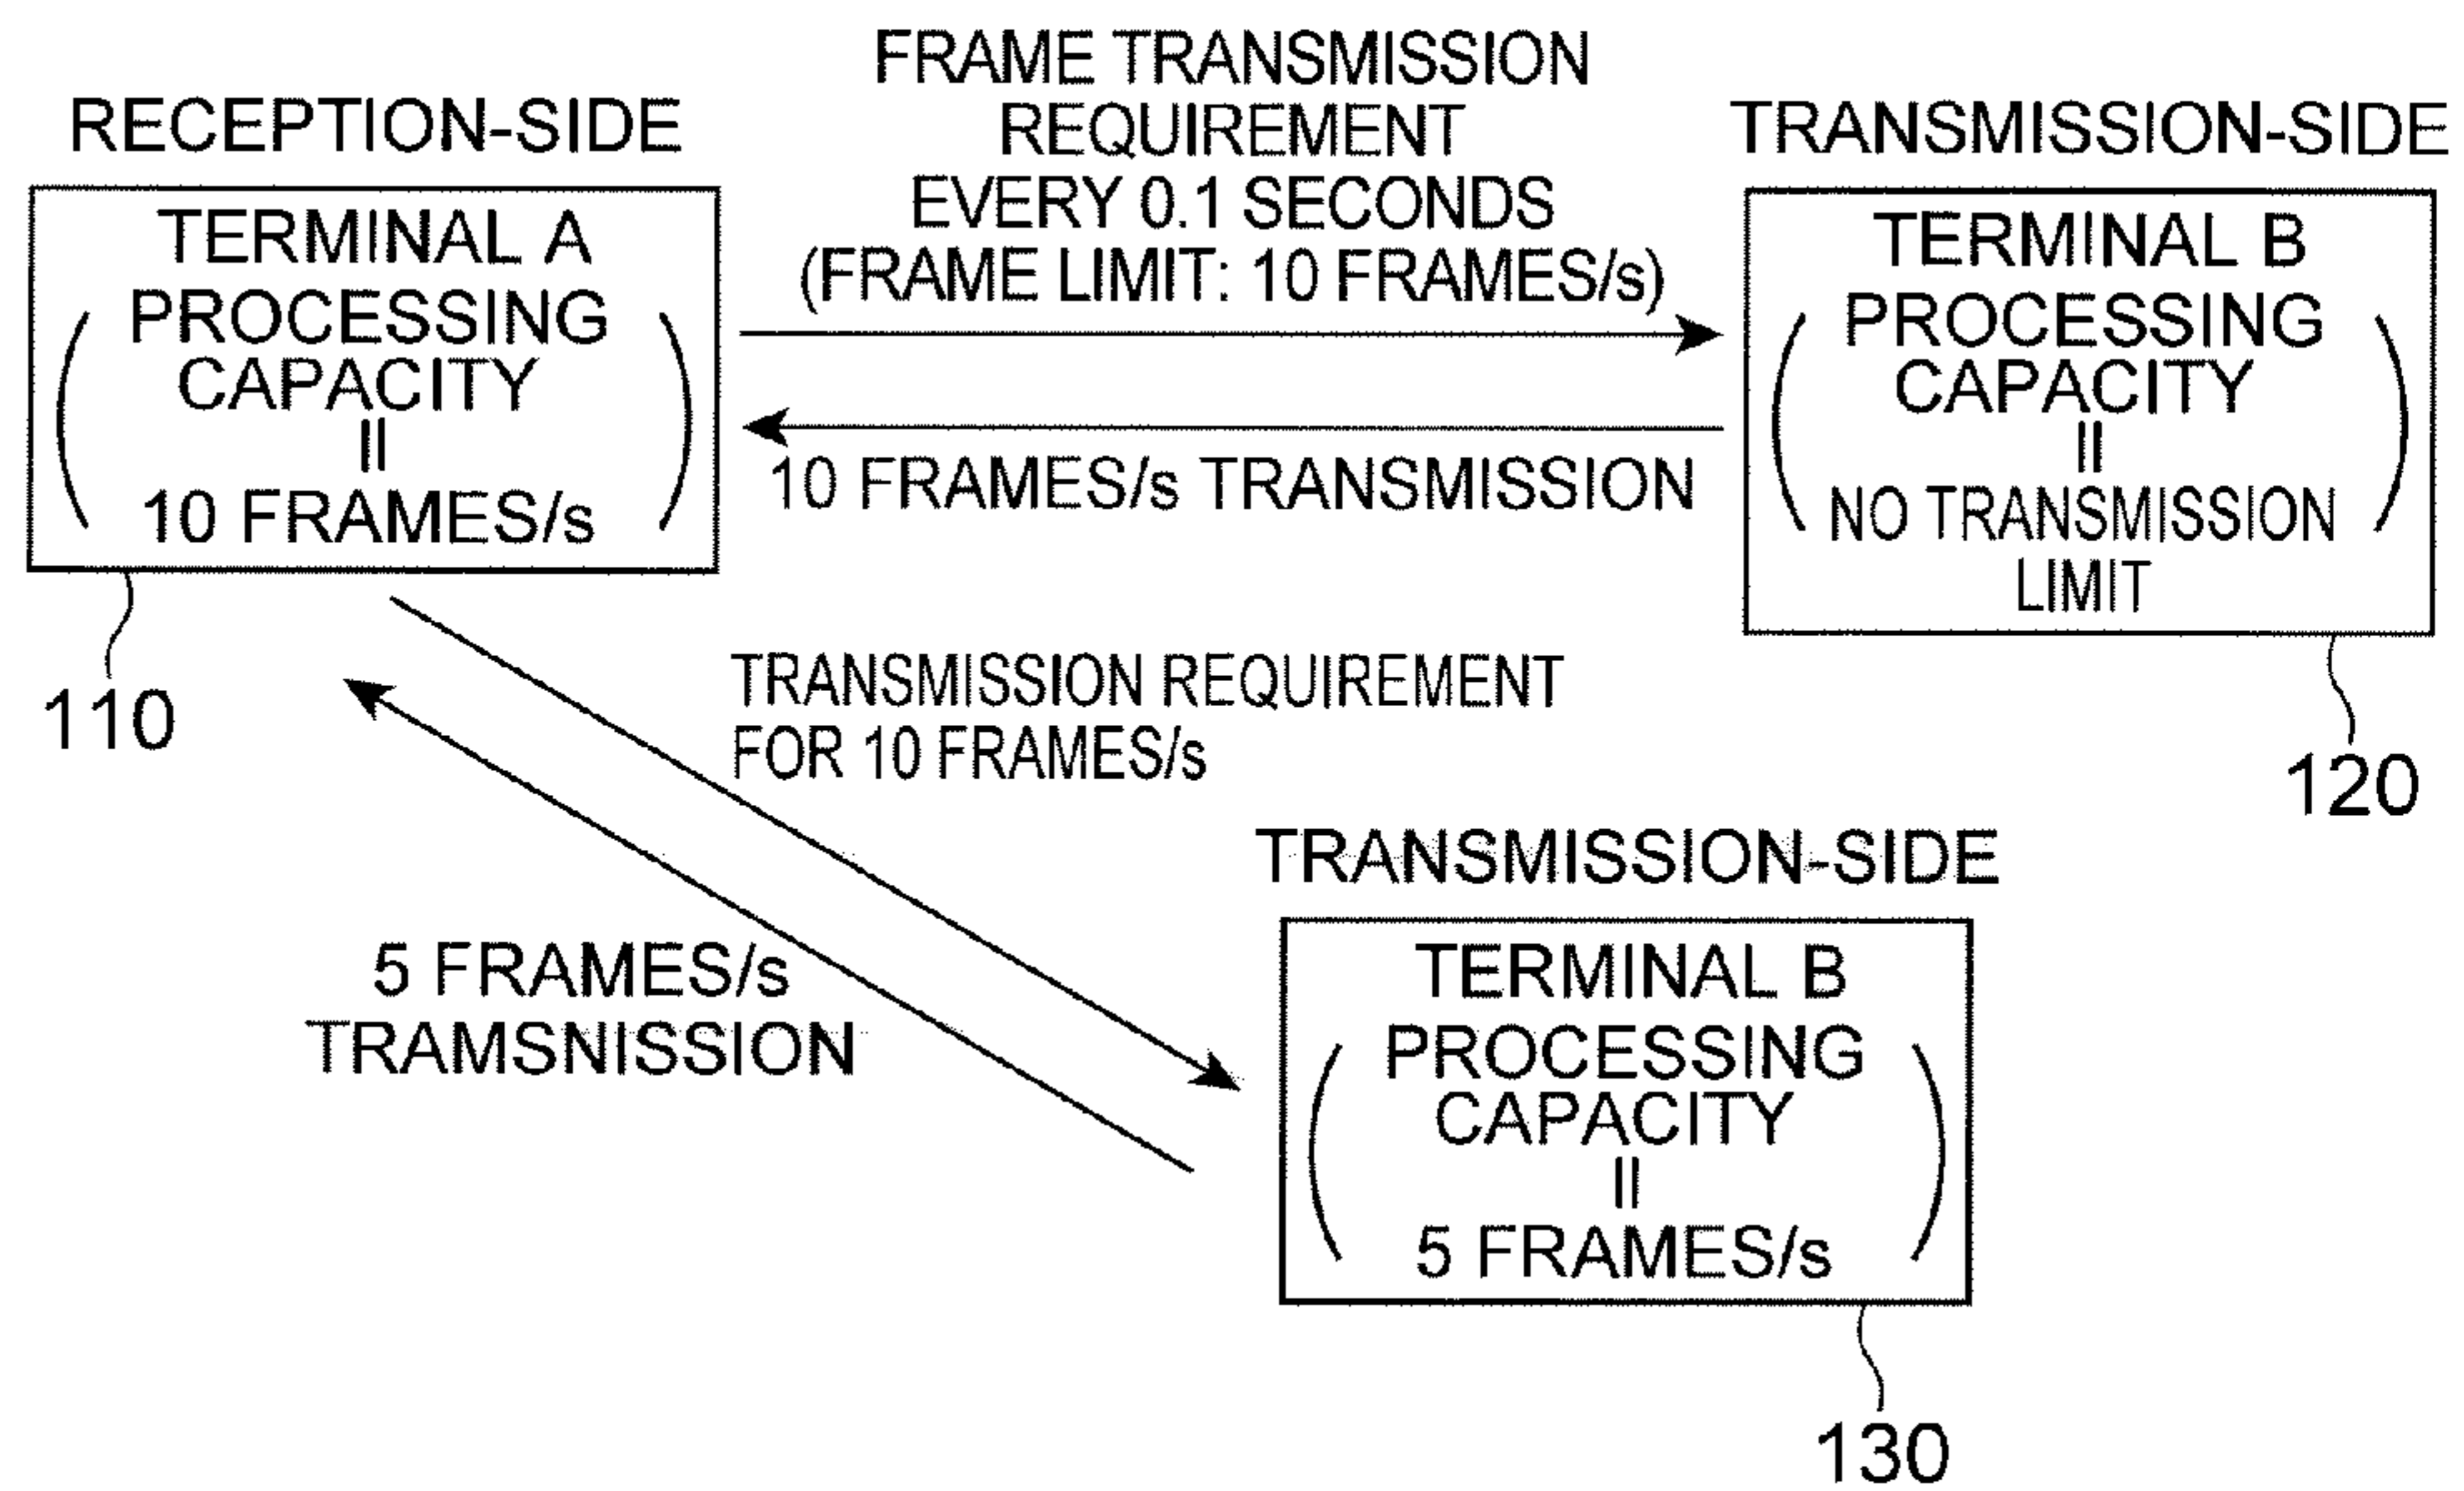 FRAME TRANSMISSION
REQUIREMENT
EVERY 0.1 SECONDS
(FRAME LIMIT: 10 FRAMES/s)
RECEPTION-SIDE
TERMINAL A
PROCESSING
CAPACITY
=
10 FRAMES/s
110
TRANSMISSION-SIDE
TERMINAL B
PROCESSING
CAPACITY
=
NO TRANSMISSION
LIMIT
120
10 FRAMES/s TRANSMISSION
TRANSMISSION REQUIREMENT
FOR 10 FRAMES/s
5 FRAMES/s
TRAMSNISSION
TRANSMISSION-SIDE
TERMINAL B
PROCESSING
CAPACITY
=
5 FRAMES/s
130